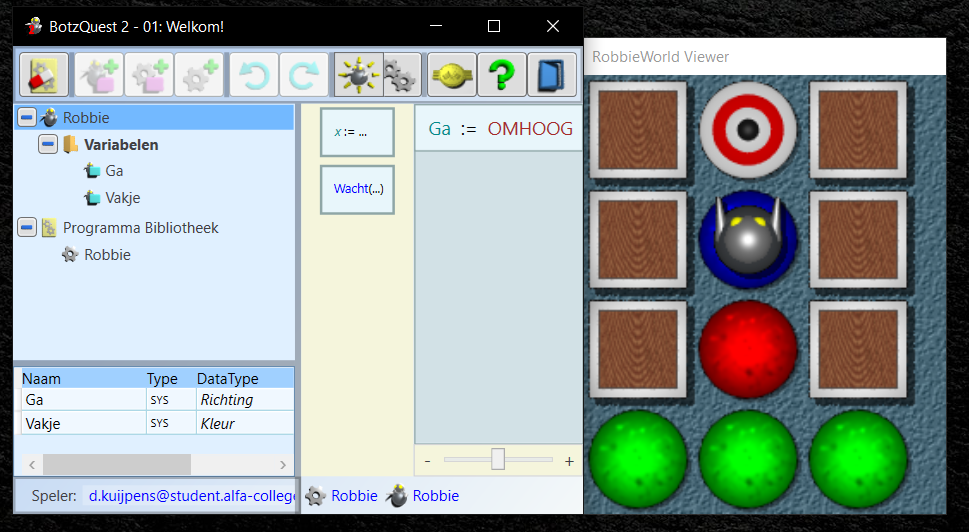 BotzQuest 2 - 01: Welkom!
RobbieWorld Viewer
Robbie
Variabelen
Ga
Vakje
Programma Bibliotheek
Robbie
x := ...
Wacht(...)
Ga := OMHOOG
Naam Type DataType
Ga SYS Richting
Vakje SYS Kleur
- +
Speler: d.kuijpens@student.alfa-college
Robbie Robbie